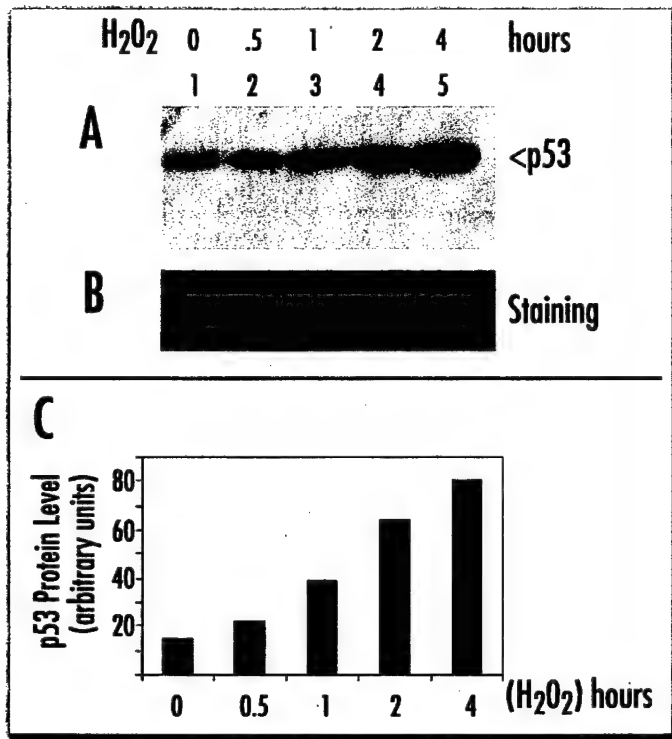 H2O2 0 .5 1 2 4 hours
1 2 3 4 5
A
<p53
B
Staining
C
p53 Protein Level
(arbitrary units)
80
60
40
20
0 0.5 1 2 4 (H2O2) hours